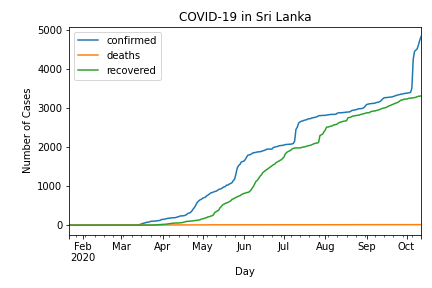 COVID-19 in Sri Lanka
confirmed
deaths
recovered
Number of Cases
5000
4000
3000
2000
1000
0
Feb Mar Apr May Jun Jul Aug Sep Oct
2020
Day